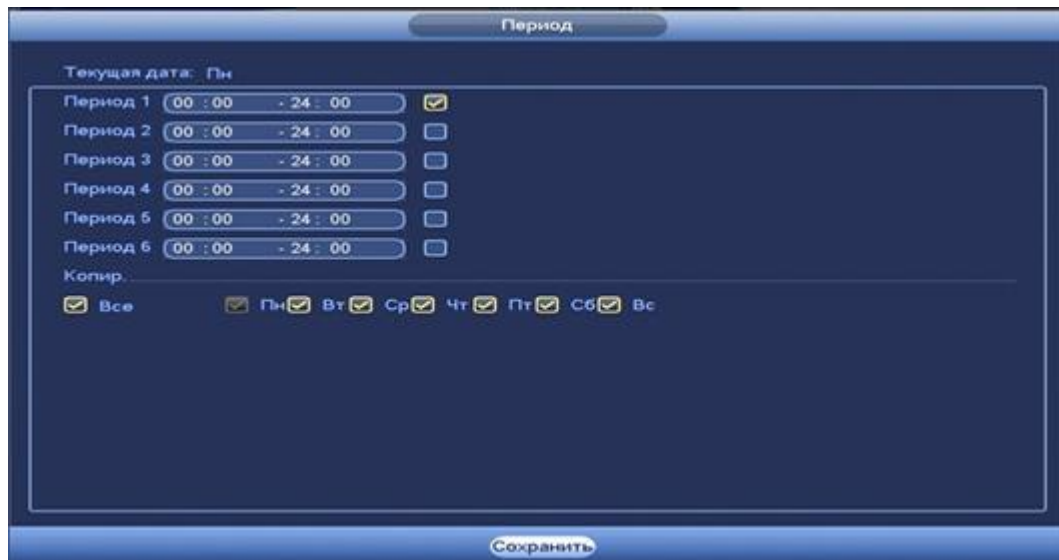 Период
Текущая дата: Пн
Период 1 00 : 00 - 24 : 00
Период 2 00 : 00 - 24 : 00
Период 3 00 : 00 - 24 : 00
Период 4 00 : 00 - 24 : 00
Период 5 00 : 00 - 24 : 00
Период 6 00 : 00 - 24 : 00
Копир.
Все Пн Вт Ср Чт Пт Сб Вс
Сохранить